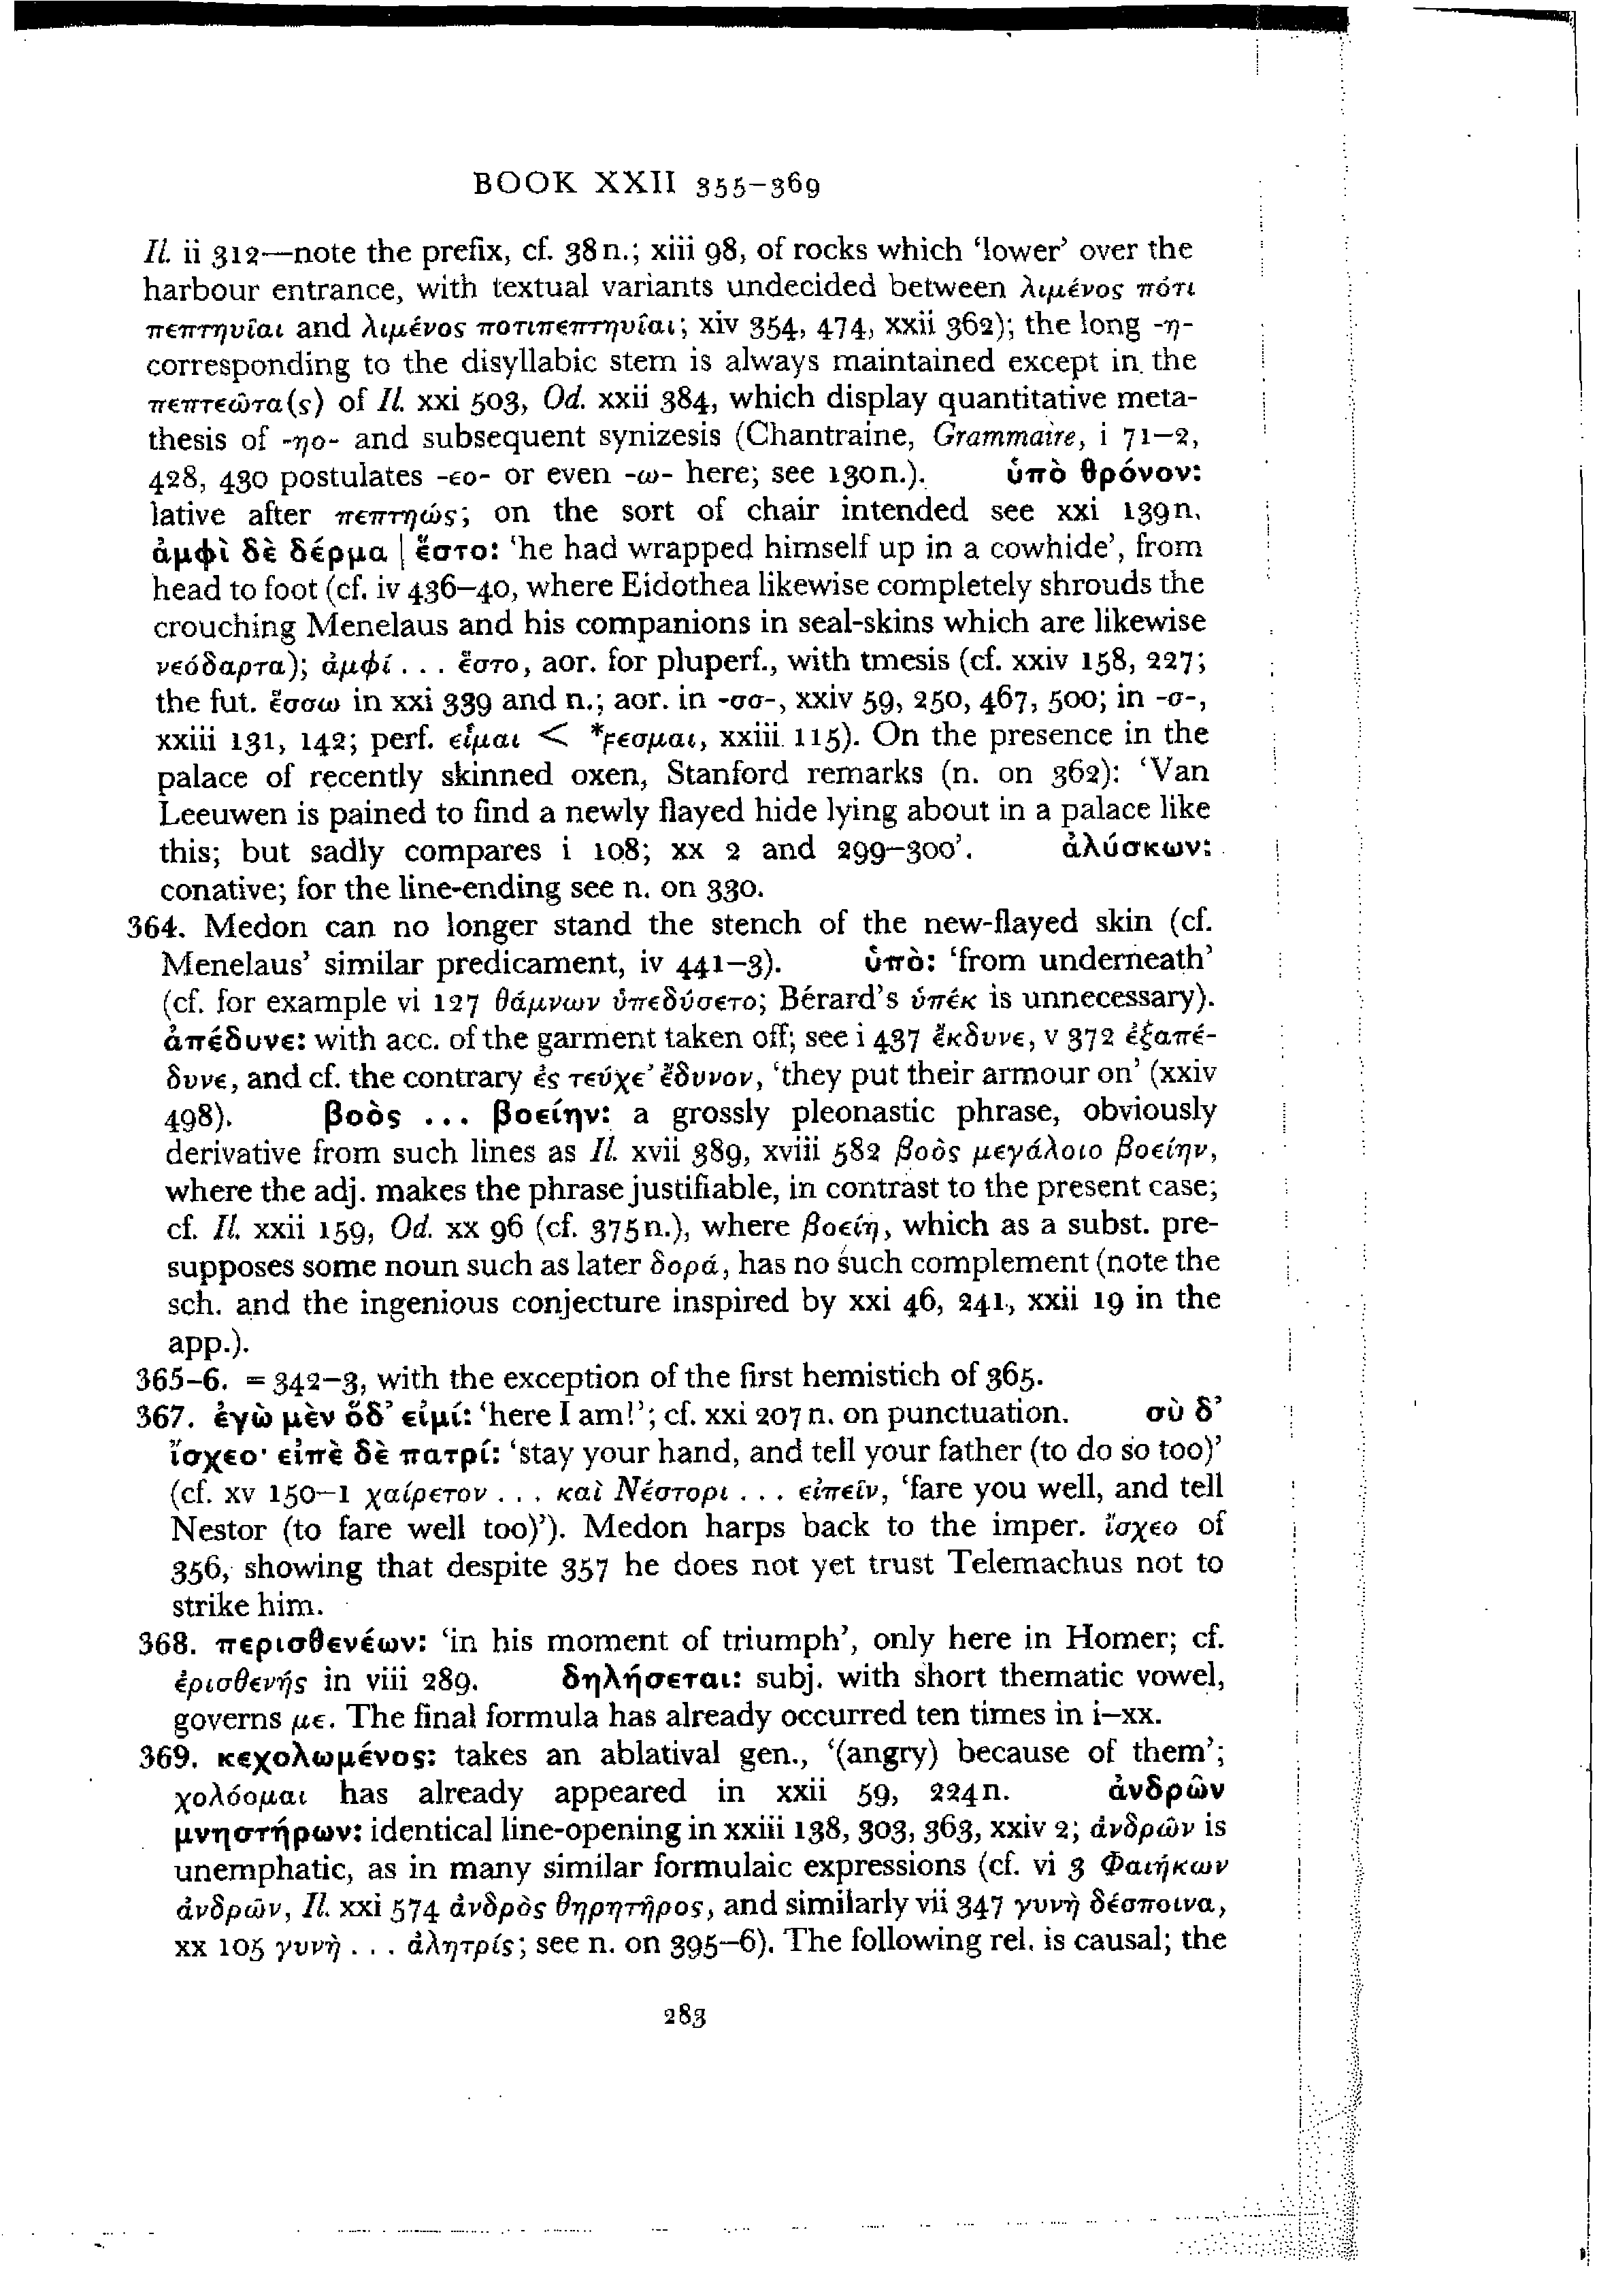 BOOK XXII 355–369
Il. ii 312—note the prefix, cf. 38 n.; xiii 98, of rocks which ‘lower’ over the
harbour entrance, with textual variants undecided between λιμένος πότι
πεπτηυῖαι and λιμένος ποτιπεπτηυῖαι; xiv 354, 474, xxii 362); the long -η-
corresponding to the disyllabic stem is always maintained except in the
πεπτεῶτα(ς) of Il. xxi 503, Od. xxii 384, which display quantitative meta-
thesis of -ηο- and subsequent synizesis (Chantraine, Grammaire, i 71–2,
428, 430 postulates -εο- or even -ω- here; see 130 n.). ὑπὸ θρόνον:
lative after πεπτηώς; on the sort of chair intended see xxi 139 n.
ἀμφὶ δὲ δέρμα | ἕστο: ‘he had wrapped himself up in a cowhide’, from
head to foot (cf. iv 436–40, where Eidothea likewise completely shrouds the
crouching Menelaus and his companions in seal-skins which are likewise
νεόδαρτα); ἀμφί . . . ἕστο, aor. for pluperf., with tmesis (cf. xxiv 158, 227;
the fut. ἕσσω in xxi 339 and n.; aor. in -σσ-, xxiv 59, 250, 467, 500; in -σ-,
xxiii 131, 142; perf. εἷμαι < *ϝεσμαι, xxiii 115). On the presence in the
palace of recently skinned oxen, Stanford remarks (n. on 362): ‘Van
Leeuwen is pained to find a newly flayed hide lying about in a palace like
this; but sadly compares i 108; xx 2 and 299–300’. ἀλύσκων:
conative; for the line-ending see n. on 330.
364. Medon can no longer stand the stench of the new-flayed skin (cf.
Menelaus’ similar predicament, iv 441–3). ὑπὸ: ‘from underneath’
(cf. for example vi 127 θάμνων ὑπεδύσετο; Bérard’s ὑπέκ is unnecessary).
ἀπέδυνε: with acc. of the garment taken off; see i 437 ἔκδυνε, v 372 ἐξαπέ-
δυνε, and cf. the contrary ἐς τεύχε’ ἔδυνον, ‘they put their armour on’ (xxiv
498). βοὸς ... βοείην: a grossly pleonastic phrase, obviously
derivative from such lines as Il. xvii 389, xviii 582 βοὸς μεγάλοιο βοείην,
where the adj. makes the phrase justifiable, in contrast to the present case;
cf. Il. xxii 159, Od. xx 96 (cf. 375 n.), where βοείη, which as a subst. pre-
supposes some noun such as later δορά, has no such complement (note the
sch. and the ingenious conjecture inspired by xxi 46, 241, xxii 19 in the
app.).
365–6. = 342–3, with the exception of the first hemistich of 365.
367. ἐγὼ μὲν ὅδ’ εἰμί: ‘here I am!’; cf. xxi 207 n. on punctuation. σὺ δ’
ἴσχεο· εἰπὲ δὲ πατρί: ‘stay your hand, and tell your father (to do so too)’
(cf. xv 150–1 χαίρετον . . . καὶ Νέστορι . . . εἰπεῖν, ‘fare you well, and tell
Nestor (to fare well too)’). Medon harps back to the imper. ἴσχεο of
356, showing that despite 357 he does not yet trust Telemachus not to
strike him.
368. περισθενέων: ‘in his moment of triumph’, only here in Homer; cf.
ἐρισθενής in viii 289. δηλήσεται: subj. with short thematic vowel,
governs με. The final formula has already occurred ten times in i–xx.
369. κεχολωμένος: takes an ablatival gen., ‘(angry) because of them’;
χολόομαι has already appeared in xxii 59, 224 n. ἀνδρῶν
μνηστήρων: identical line-opening in xxiii 138, 303, 363, xxiv 2; ἀνδρῶν is
unemphatic, as in many similar formulaic expressions (cf. vi 3 Φαιήκων
ἀνδρῶν, Il. xxi 574 ἀνδρὸς θηρητῆρος, and similarly vii 347 γυνὴ δέσποινα,
xx 105 γυνὴ . . . ἀλητρίς; see n. on 395–6). The following rel. is causal; the
283